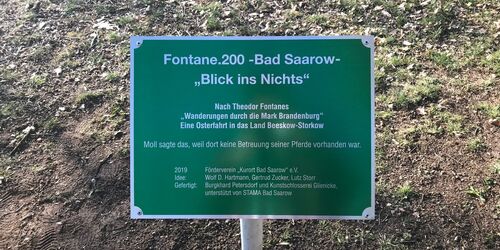 Fontane.200 -Bad Saarow-
„Blick ins Nichts“
Nach Theodor Fontanes
„Wanderungen durch die Mark Brandenburg“
Eine Osterfahrt in das Land Beeskow-Storkow
Moll sagte das, weil dort keine Betreuung seiner Pferde vorhanden war.
2019 Förderverein „Kurort Bad Saarow“ e.V.
Idee: Wolf D. Hartmann, Gertrud Zucker, Lutz Storr
Gefertigt: Burgkhard Petersdorf und Kunstschlosserei Glienicke,
unterstützt von STAMA Bad Saarow